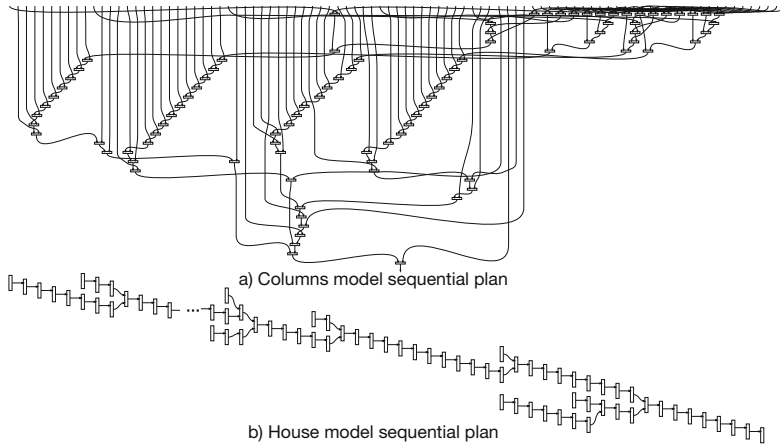 a) Columns model sequential plan
...
b) House model sequential plan